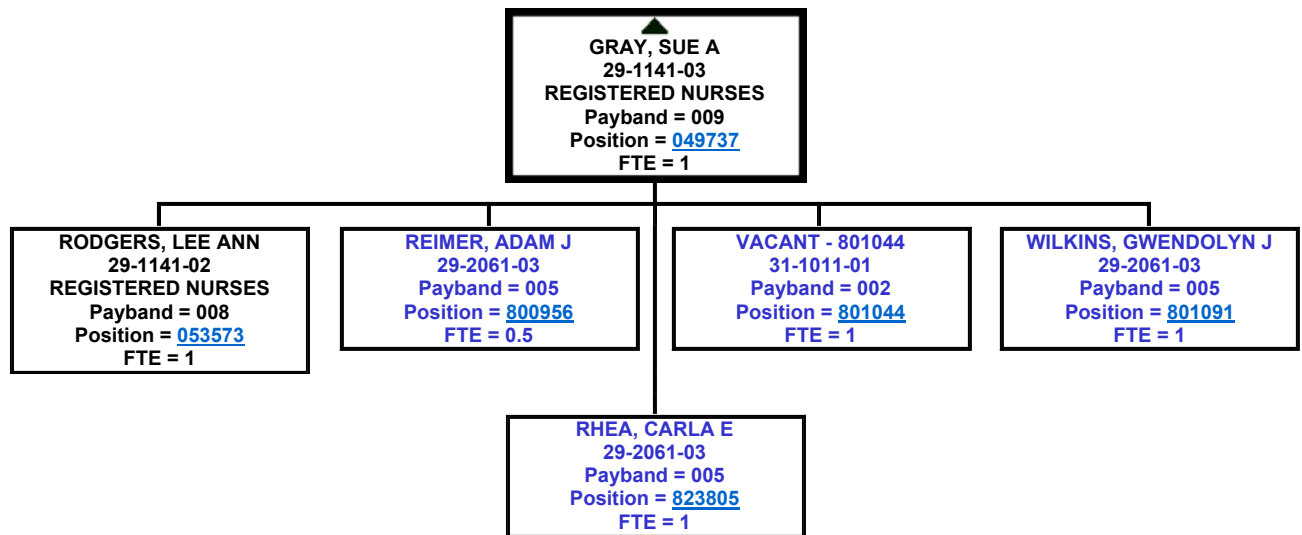 GRAY, SUE A
29-1141-03
REGISTERED NURSES
Payband = 009
Position = 049737
FTE = 1
RODGERS, LEE ANN
29-1141-02
REGISTERED NURSES
Payband = 008
Position = 053573
FTE = 1
REIMER, ADAM J
29-2061-03
Payband = 005
Position = 800956
FTE = 0.5
VACANT - 801044
31-1011-01
Payband = 002
Position = 801044
FTE = 1
WILKINS, GWENDOLYN J
29-2061-03
Payband = 005
Position = 801091
FTE = 1
RHEA, CARLA E
29-2061-03
Payband = 005
Position = 823805
FTE = 1